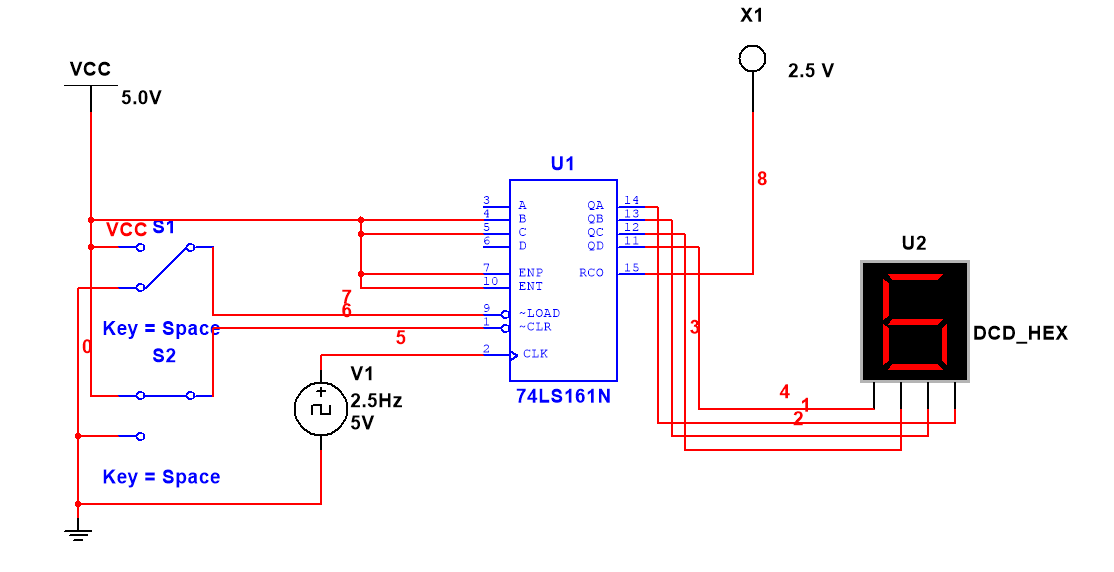 X1
2.5 V
VCC
5.0V
U1
8
3
A
QA
14
4
B
QB
13
5
C
QC
12
6
D
QD
11
VCC
S1
U2
7
ENP
RCO
15
10
ENT
7
6
9
~LOAD
1
~CLR
Key = Space
5
3
DCD_HEX
0
S2
2
CLK
V1
2.5Hz
5V
74LS161N
4
1
2
Key = Space
6